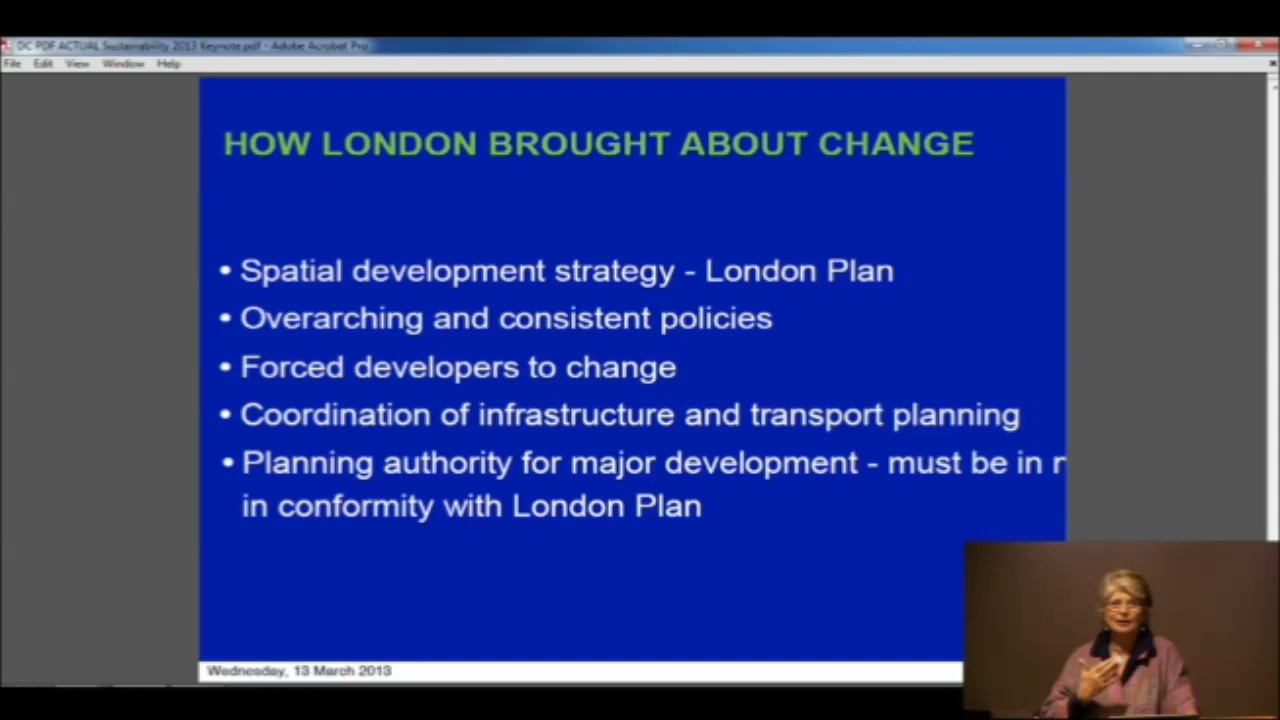 DC PDF ACTUAL Sustainability 2013 Keynote.pdf - Adobe Acrobat Pro
File Edit View Window Help
HOW LONDON BROUGHT ABOUT CHANGE
• Spatial development strategy - London Plan
• Overarching and consistent policies
• Forced developers to change
• Coordination of infrastructure and transport planning
• Planning authority for major development - must be in
in conformity with London Plan
Wednesday, 13 March 2013